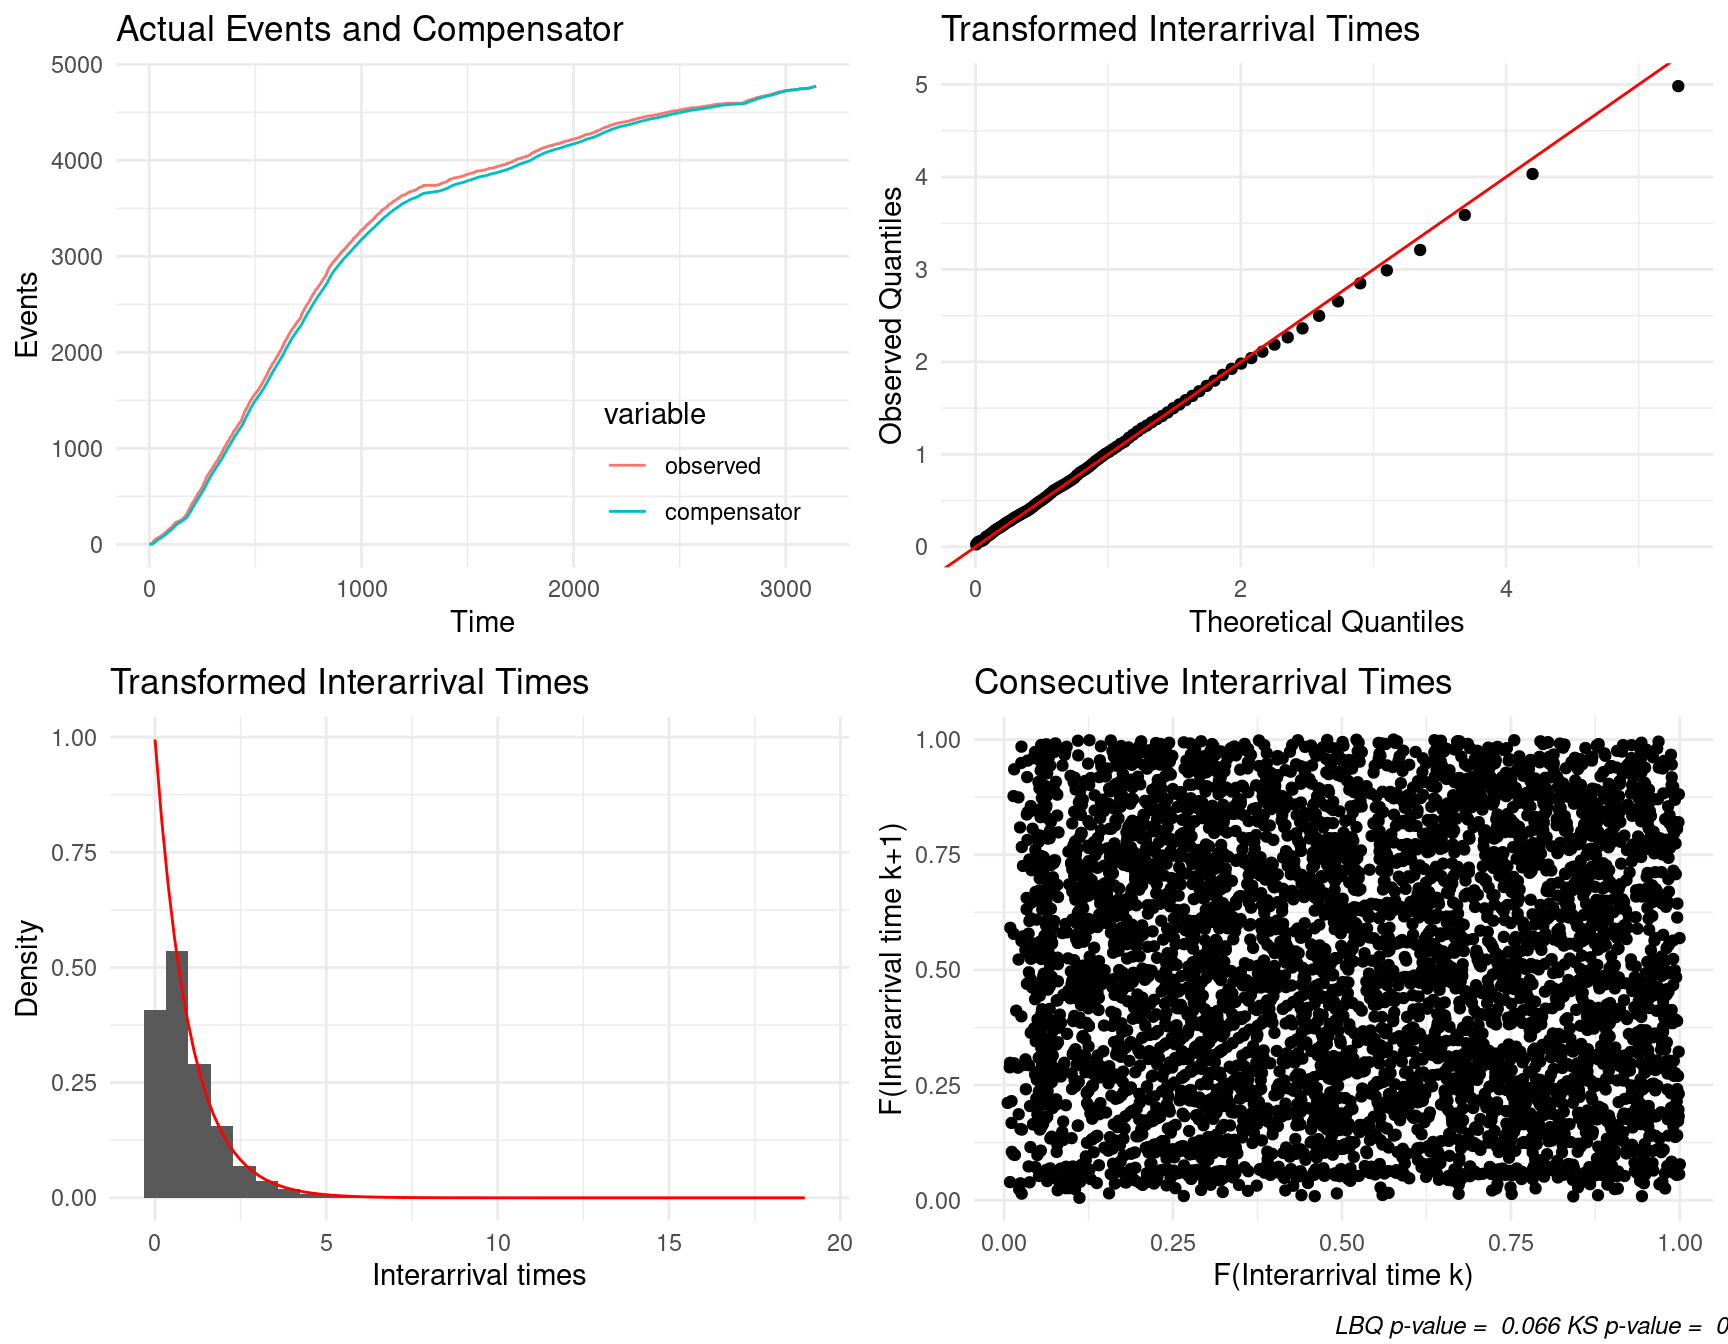 Actual Events and Compensator
5000
4000
3000
2000
1000
0
Events
0 1000 2000 3000
Time
variable
observed
compensator
Transformed Interarrival Times
5
4
3
2
1
0
Observed Quantiles
0 2 4
Theoretical Quantiles
Transformed Interarrival Times
1.00
0.75
0.50
0.25
0.00
Density
0 5 10 15 20
Interarrival times
Consecutive Interarrival Times
1.00
0.75
0.50
0.25
0.00
F(Interarrival time k+1)
0.00 0.25 0.50 0.75 1.00
F(Interarrival time k)
LBQ p-value = 0.066 KS p-value = 0